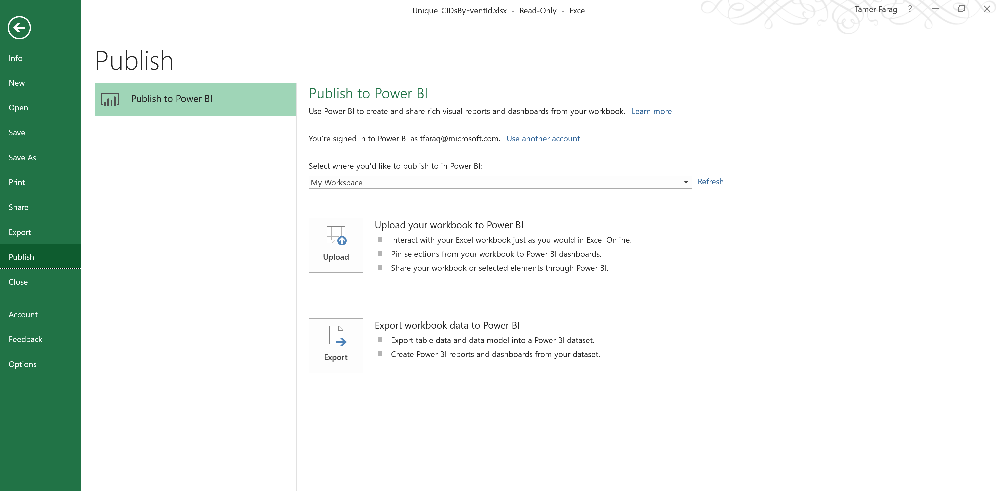 UniqueLCIDsByEventId.xlsx - Read-Only - Excel
Tamer Farag ?
Info
New
Open
Save
Save As
Print
Share
Export
Publish
Close
Account
Feedback
Options
Publish
Publish to Power BI
Publish to Power BI
Use Power BI to create and share rich visual reports and dashboards from your workbook. Learn more
You're signed in to Power BI as tfarag@microsoft.com. Use another account
Select where you'd like to publish to in Power BI:
My Workspace
Refresh
Upload
Upload your workbook to Power BI
Interact with your Excel workbook just as you would in Excel Online.
Pin selections from your workbook to Power BI dashboards.
Share your workbook or selected elements through Power BI.
Export
Export workbook data to Power BI
Export table data and data model into a Power BI dataset.
Create Power BI reports and dashboards from your dataset.